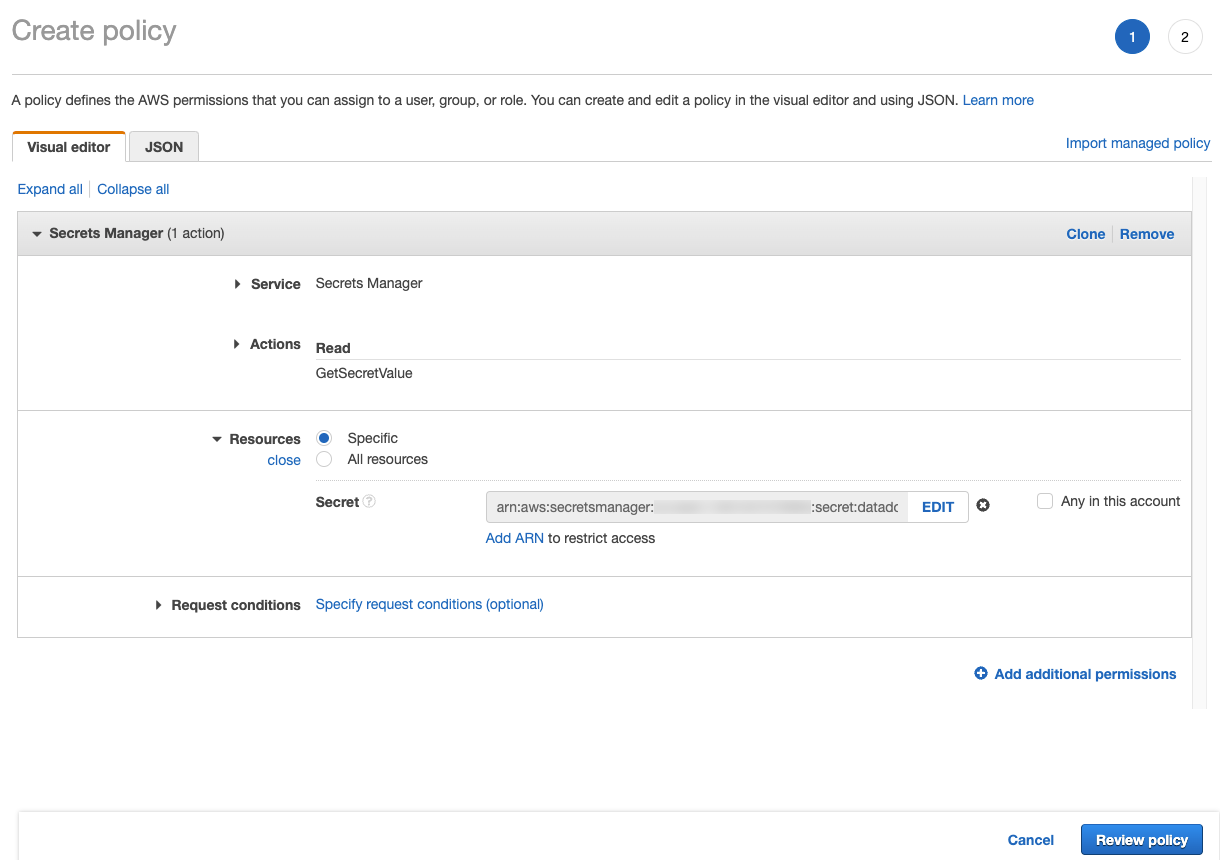 Create policy
1
2
A policy defines the AWS permissions that you can assign to a user, group, or role. You can create and edit a policy in the visual editor and using JSON. Learn more
Visual editor
JSON
Import managed policy
Expand all
Collapse all
Secrets Manager (1 action)
Clone
Remove
Service
Secrets Manager
Actions
Read
GetSecretValue
Resources
close
Specific
All resources
Secret
?
arn:aws:secretsmanager:
:secret:datadc
EDIT
Any in this account
Add ARN to restrict access
Request conditions
Specify request conditions (optional)
Add additional permissions
Cancel
Review policy